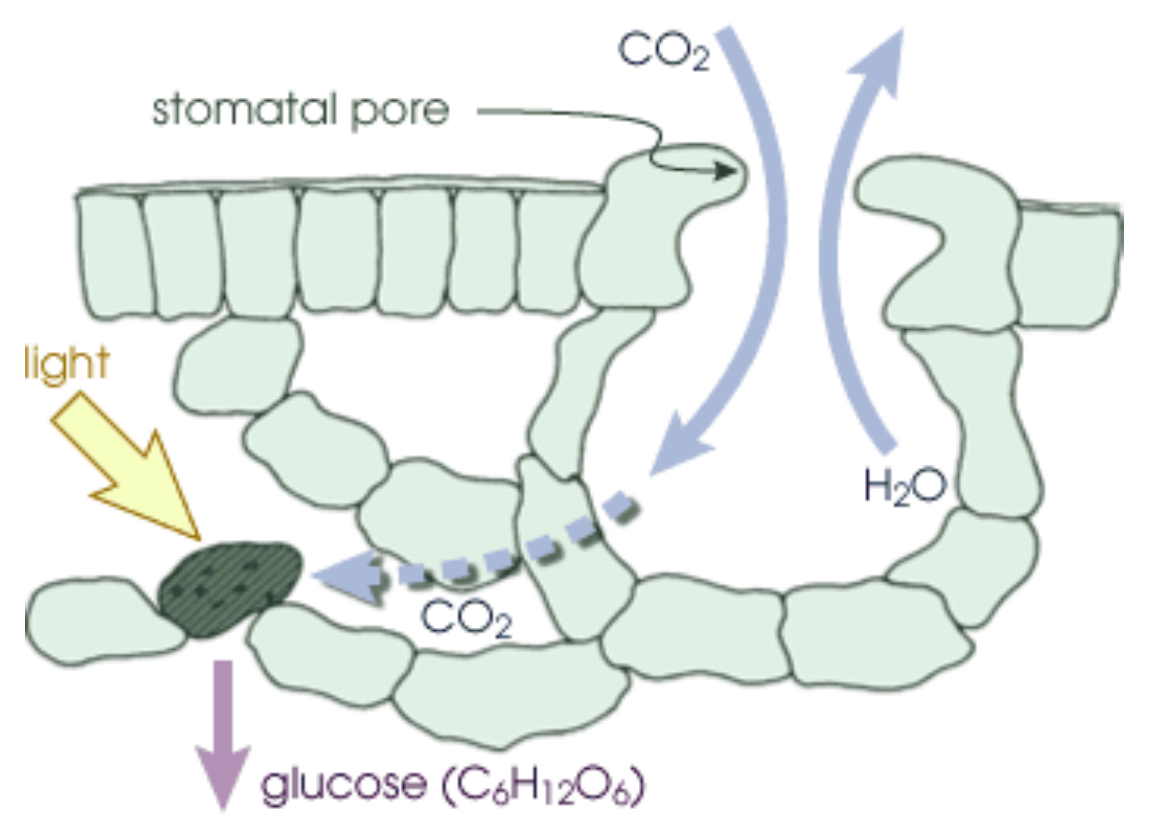 CO₂
stomatal pore
light
H₂O
CO₂
glucose (C₆H₁₂O₆)